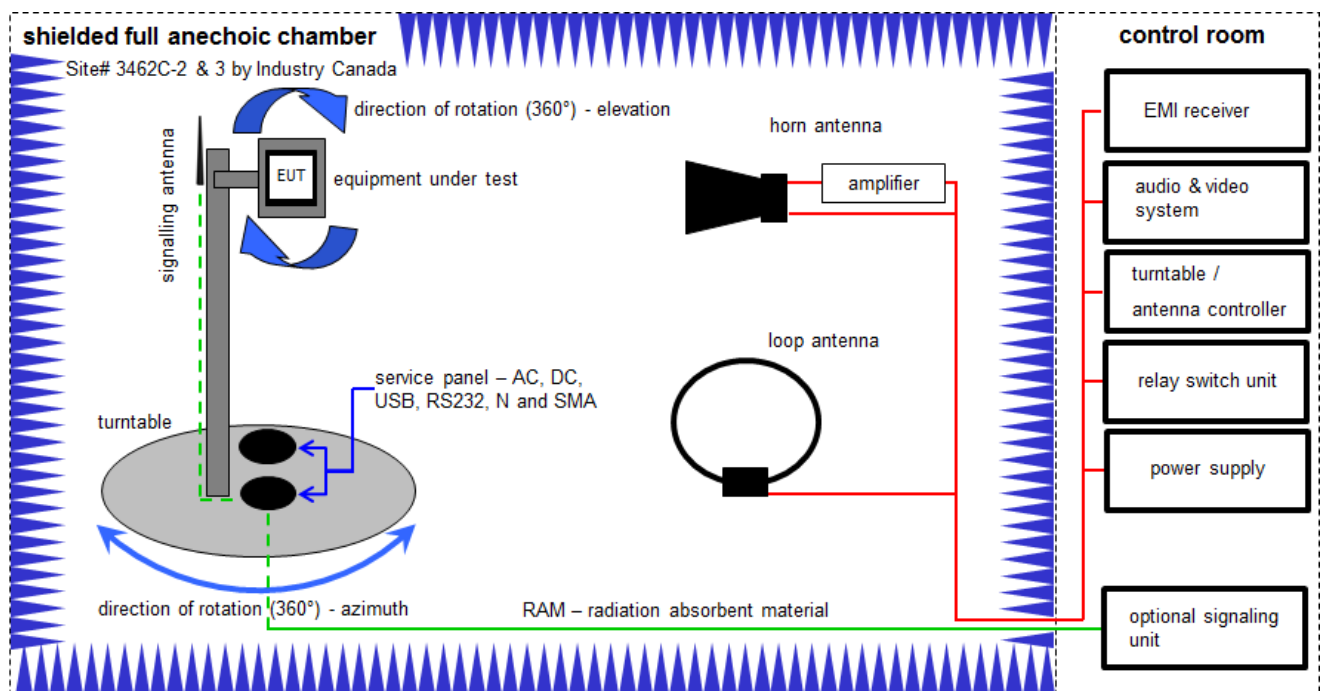 shielded full anechoic chamber
Site# 3462C-2 & 3 by Industry Canada
direction of rotation (360°) - elevation
signalling antenna
EUT
equipment under test
horn antenna
amplifier
loop antenna
service panel – AC, DC,
USB, RS232, N and SMA
turntable
direction of rotation (360°) - azimuth
RAM – radiation absorbent material
control room
EMI receiver
audio & video
system
turntable /
antenna controller
relay switch unit
power supply
optional signaling
unit